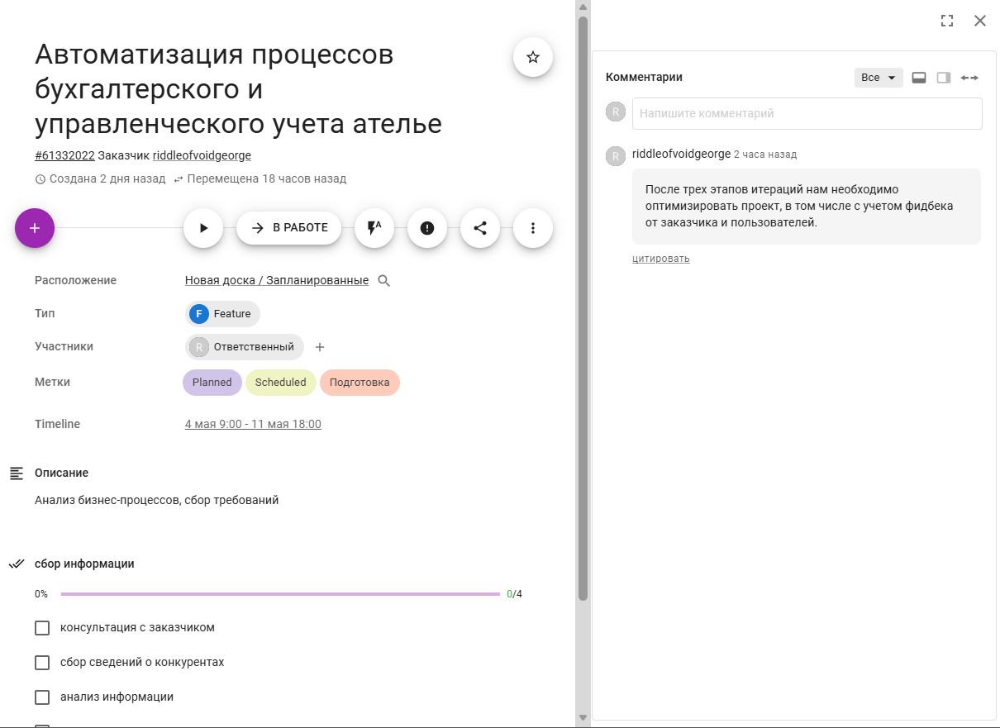 Автоматизация процессов
бухгалтерского и
управленческого учета ателье
#61332022 Заказчик riddleofvoidgeorge
Создана 2 дня назад Перемещена 18 часов назад
В РАБОТЕ
Расположение Новая доска / Запланированные
Тип F Feature
Участники R Ответственный
Метки Planned Scheduled Подготовка
Timeline 4 мая 9:00 - 11 мая 18:00
Описание
Анализ бизнес-процессов, сбор требований
сбор информации
0% 0/4
консультация с заказчиком
сбор сведений о конкурентах
анализ информации
Комментарии Все
R Напишите комментарий
R riddleofvoidgeorge 2 часа назад
После трех этапов итераций нам необходимо
оптимизировать проект, в том числе с учетом фидбека
от заказчика и пользователей.
цитировать